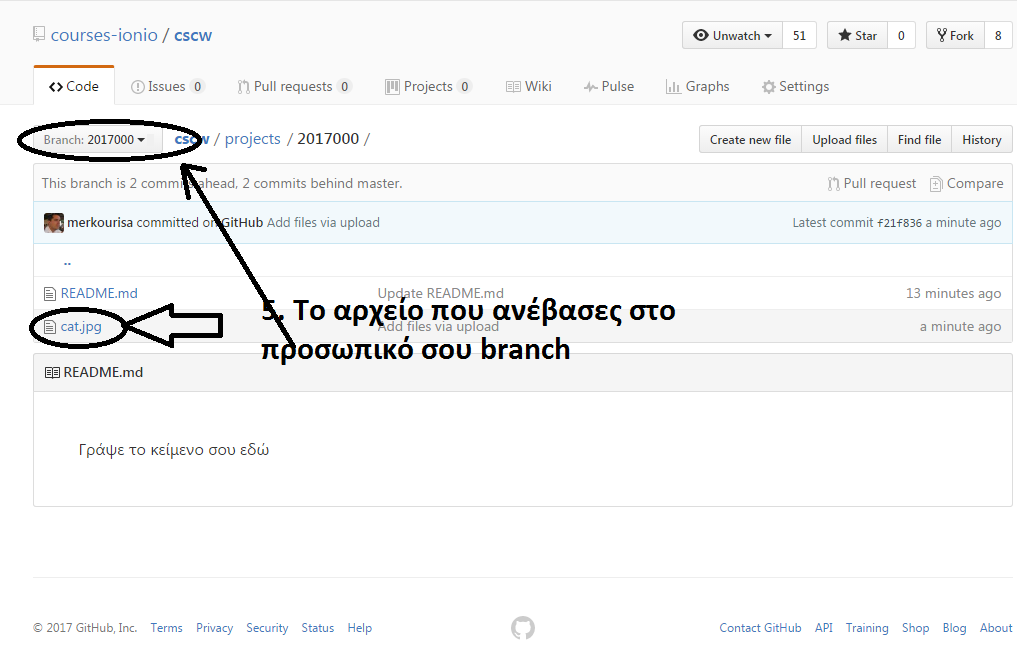 courses-ionio / cscw
Unwatch 51 Star 0 Fork 8
Code Issues 0 Pull requests 0 Projects 0 Wiki Pulse Graphs Settings
Branch: 2017000 cscw / projects / 2017000 / Create new file Upload files Find file History
This branch is 2 commits ahead, 2 commits behind master. Pull request Compare
merkourisa committed on GitHub Add files via upload Latest commit f21f836 a minute ago
..
README.md Update README.md 13 minutes ago
cat.jpg Add files via upload a minute ago
5. Το αρχείο που ανέβασες στο
προσωπικό σου branch
README.md
Γράψε το κείμενο σου εδώ
© 2017 GitHub, Inc. Terms Privacy Security Status Help Contact GitHub API Training Shop Blog About